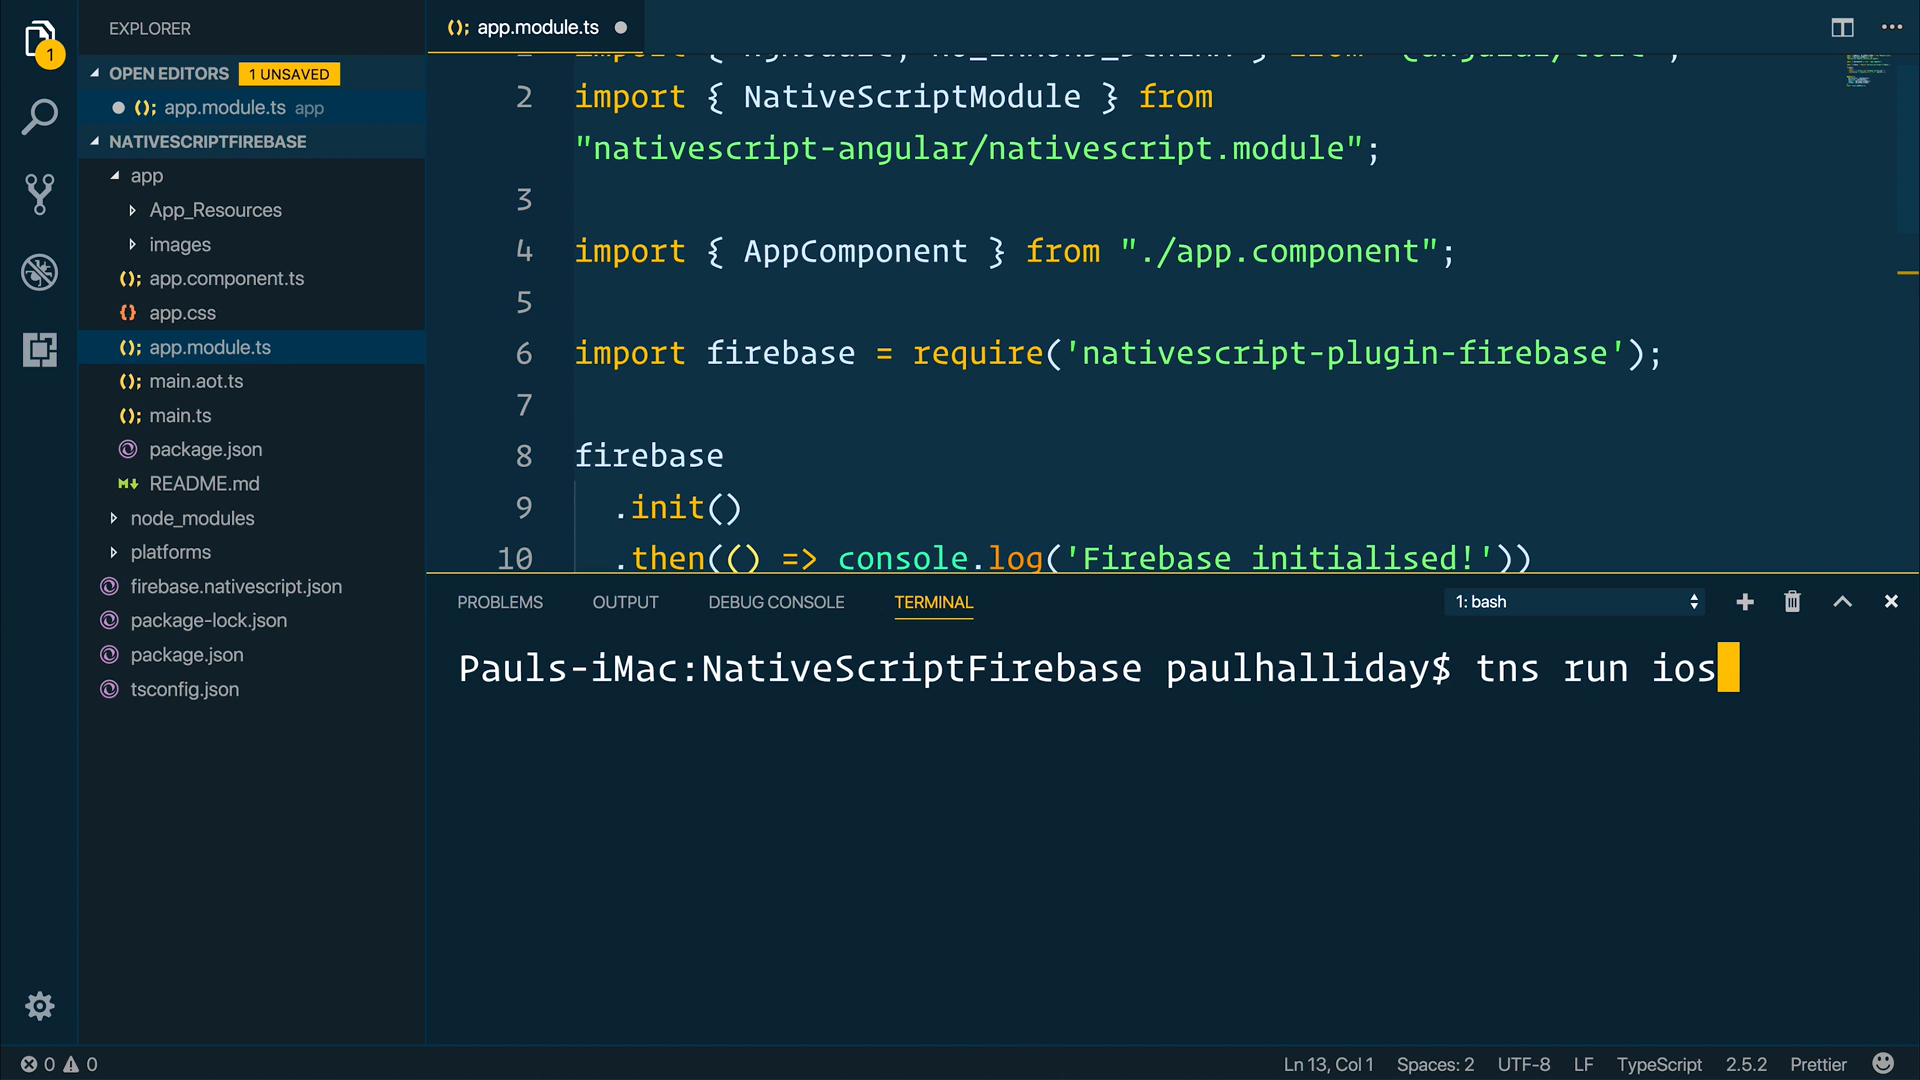 EXPLORER
OPEN EDITORS 1 UNSAVED
(); app.module.ts app
NATIVESCRIPTFIREBASE
app
App_Resources
images
(); app.component.ts
{} app.css
(); app.module.ts
(); main.aot.ts
(); main.ts
package.json
M↓ README.md
node_modules
platforms
firebase.nativescript.json
package-lock.json
package.json
tsconfig.json
1
(); app.module.ts
2 import { NativeScriptModule } from
"nativescript-angular/nativescript.module";
3
4 import { AppComponent } from "./app.component";
5
6 import firebase = require('nativescript-plugin-firebase');
7
8 firebase
9 .init()
10 .then(() => console.log('Firebase initialised!'))
PROBLEMS OUTPUT DEBUG CONSOLE TERMINAL 1: bash
Pauls-iMac:NativeScriptFirebase paulhalliday$ tns run ios
0 0 Ln 13, Col 1 Spaces: 2 UTF-8 LF TypeScript 2.5.2 Prettier